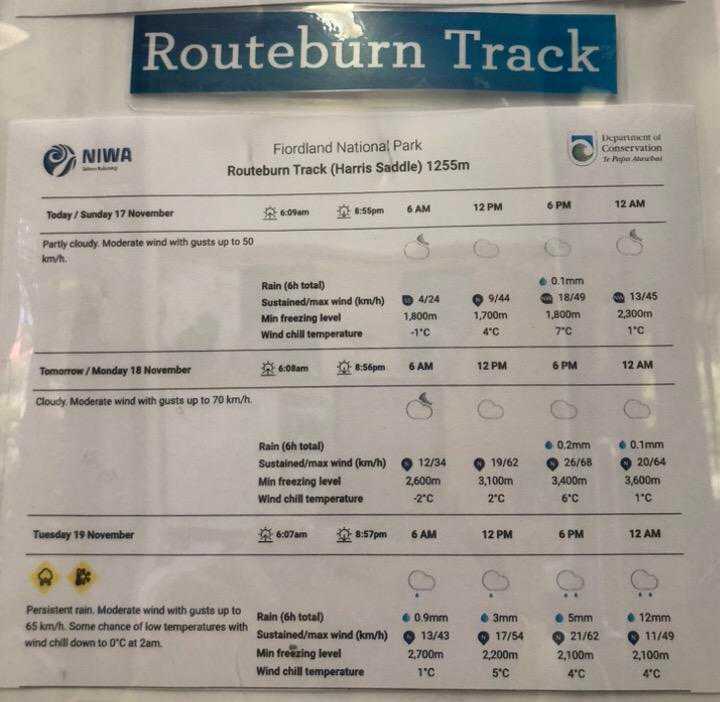 Routeburn Track
NIWA
Fiordland National Park
Routeburn Track (Harris Saddle) 1255m
Department of
Conservation
Te Papa Atawhai
Today / Sunday 17 November 6:09am 8:55pm 6 AM 12 PM 6 PM 12 AM
Partly cloudy. Moderate wind with gusts up to 50
km/h.
Rain (6h total) 0.1mm
Sustained/max wind (km/h) 4/24 N 9/44 NW 18/49 NW 13/45
Min freezing level 1,800m 1,700m 1,800m 2,300m
Wind chill temperature -1°C 4°C 7°C 1°C
Tomorrow / Monday 18 November 6:08am 8:56pm 6 AM 12 PM 6 PM 12 AM
Cloudy. Moderate wind with gusts up to 70 km/h.
Rain (6h total) 0.2mm 0.1mm
Sustained/max wind (km/h) N 12/34 N 19/62 N 26/68 N 20/64
Min freezing level 2,600m 3,100m 3,400m 3,600m
Wind chill temperature -2°C 2°C 6°C 1°C
Tuesday 19 November 6:07am 8:57pm 6 AM 12 PM 6 PM 12 AM
Persistent rain. Moderate wind with gusts up to
65 km/h. Some chance of low temperatures with
wind chill down to 0°C at 2am.
Rain (6h total) 0.9mm 3mm 5mm 12mm
Sustained/max wind (km/h) N 13/43 N 17/54 N 21/62 N 11/49
Min freezing level 2,700m 2,200m 2,100m 2,100m
Wind chill temperature 1°C 5°C 4°C 4°C